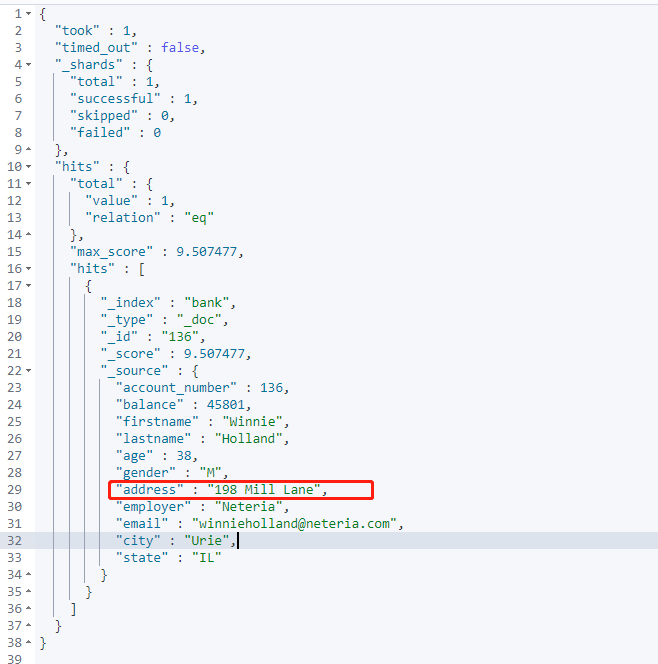 1 {
2 "took" : 1,
3 "timed_out" : false,
4 "_shards" : {
5 "total" : 1,
6 "successful" : 1,
7 "skipped" : 0,
8 "failed" : 0
9 },
10 "hits" : {
11 "total" : {
12 "value" : 1,
13 "relation" : "eq"
14 },
15 "max_score" : 9.507477,
16 "hits" : [
17 {
18 "_index" : "bank",
19 "_type" : "_doc",
20 "_id" : "136",
21 "_score" : 9.507477,
22 "_source" : {
23 "account_number" : 136,
24 "balance" : 45801,
25 "firstname" : "Winnie",
26 "lastname" : "Holland",
27 "age" : 38,
28 "gender" : "M",
29 "address" : "198 Mill Lane",
30 "employer" : "Neteria",
31 "email" : "winnieholland@neteria.com",
32 "city" : "Urie",
33 "state" : "IL"
34 }
35 }
36 ]
37 }
38 }
39